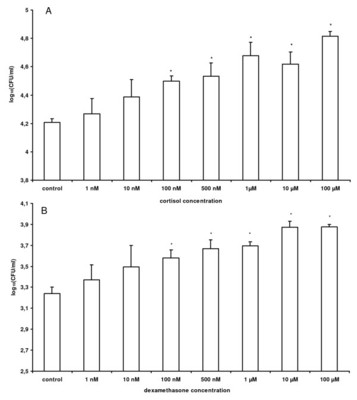 A
5
4,8
4,6
4,4
4,2
4
3,8
log₁₀(CFU/ml)
* * * * *
control 1 nM 10 nM 100 nM 500 nM 1µM 10 µM 100 µM
cortisol concentration
B
4,1
3,9
3,7
3,5
3,3
3,1
2,9
2,7
2,5
log₁₀(CFU/ml)
* * * * *
control 1 nM 10 nM 100 nM 500 nM 1 µM 10 µM 100 µM
dexamethasone concentration